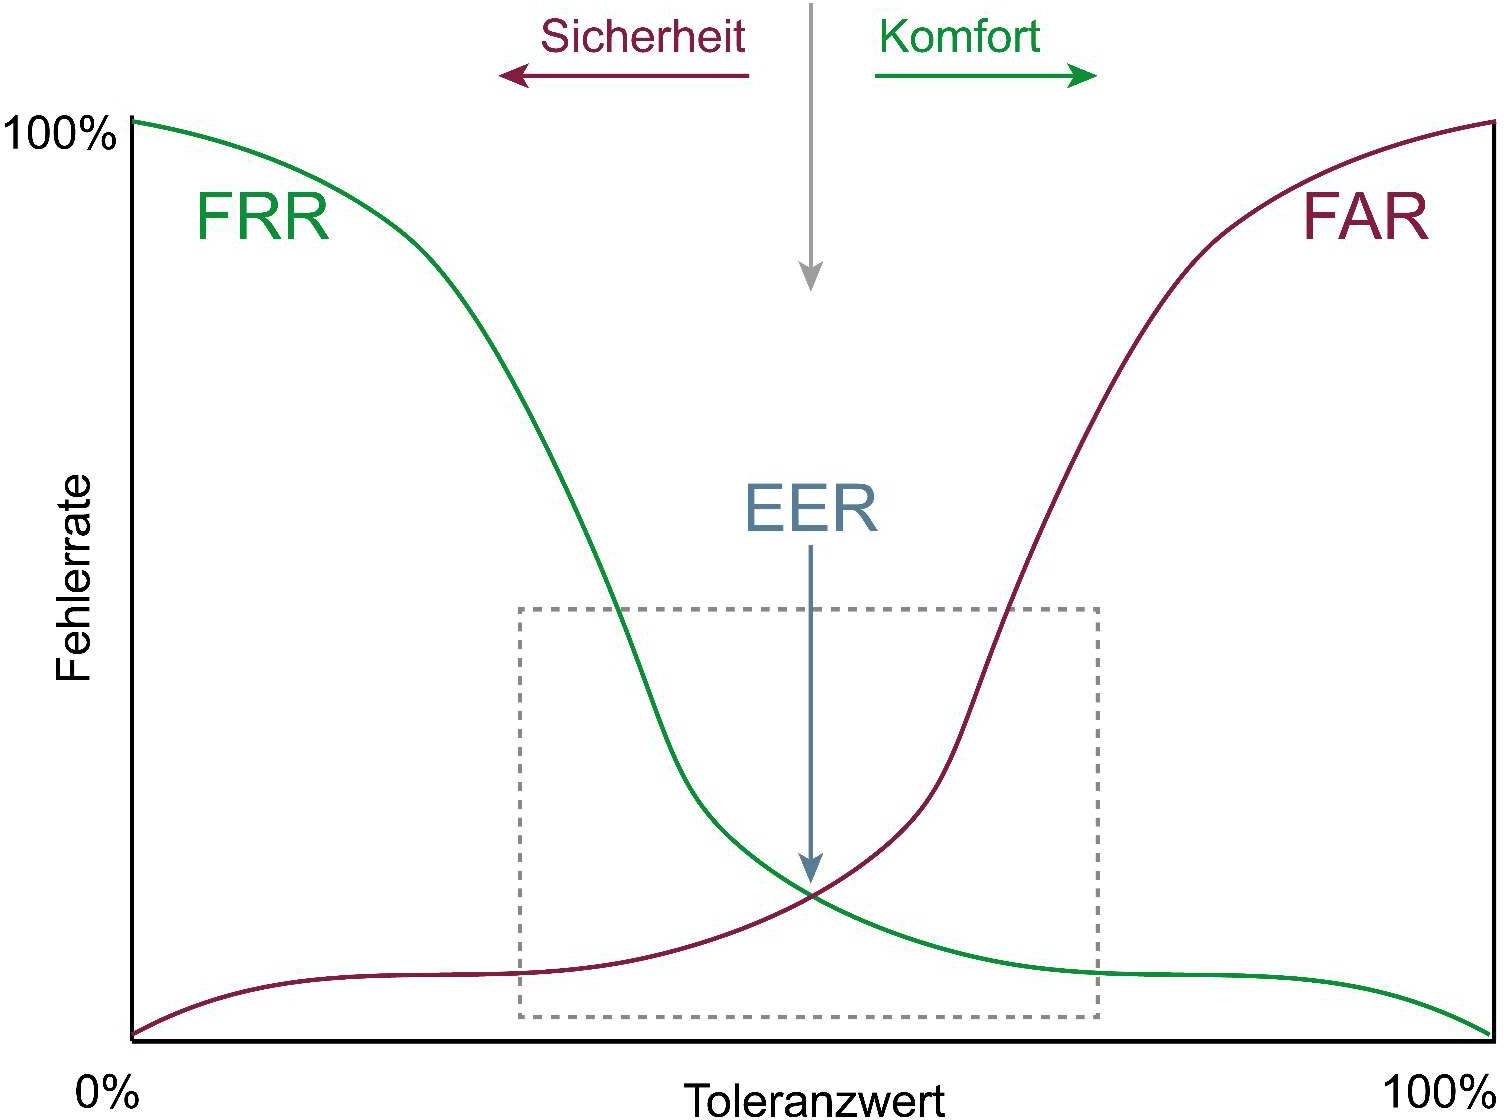 Sicherheit
Komfort
100%
FRR
FAR
EER
Fehlerrate
0%
Toleranzwert
100%